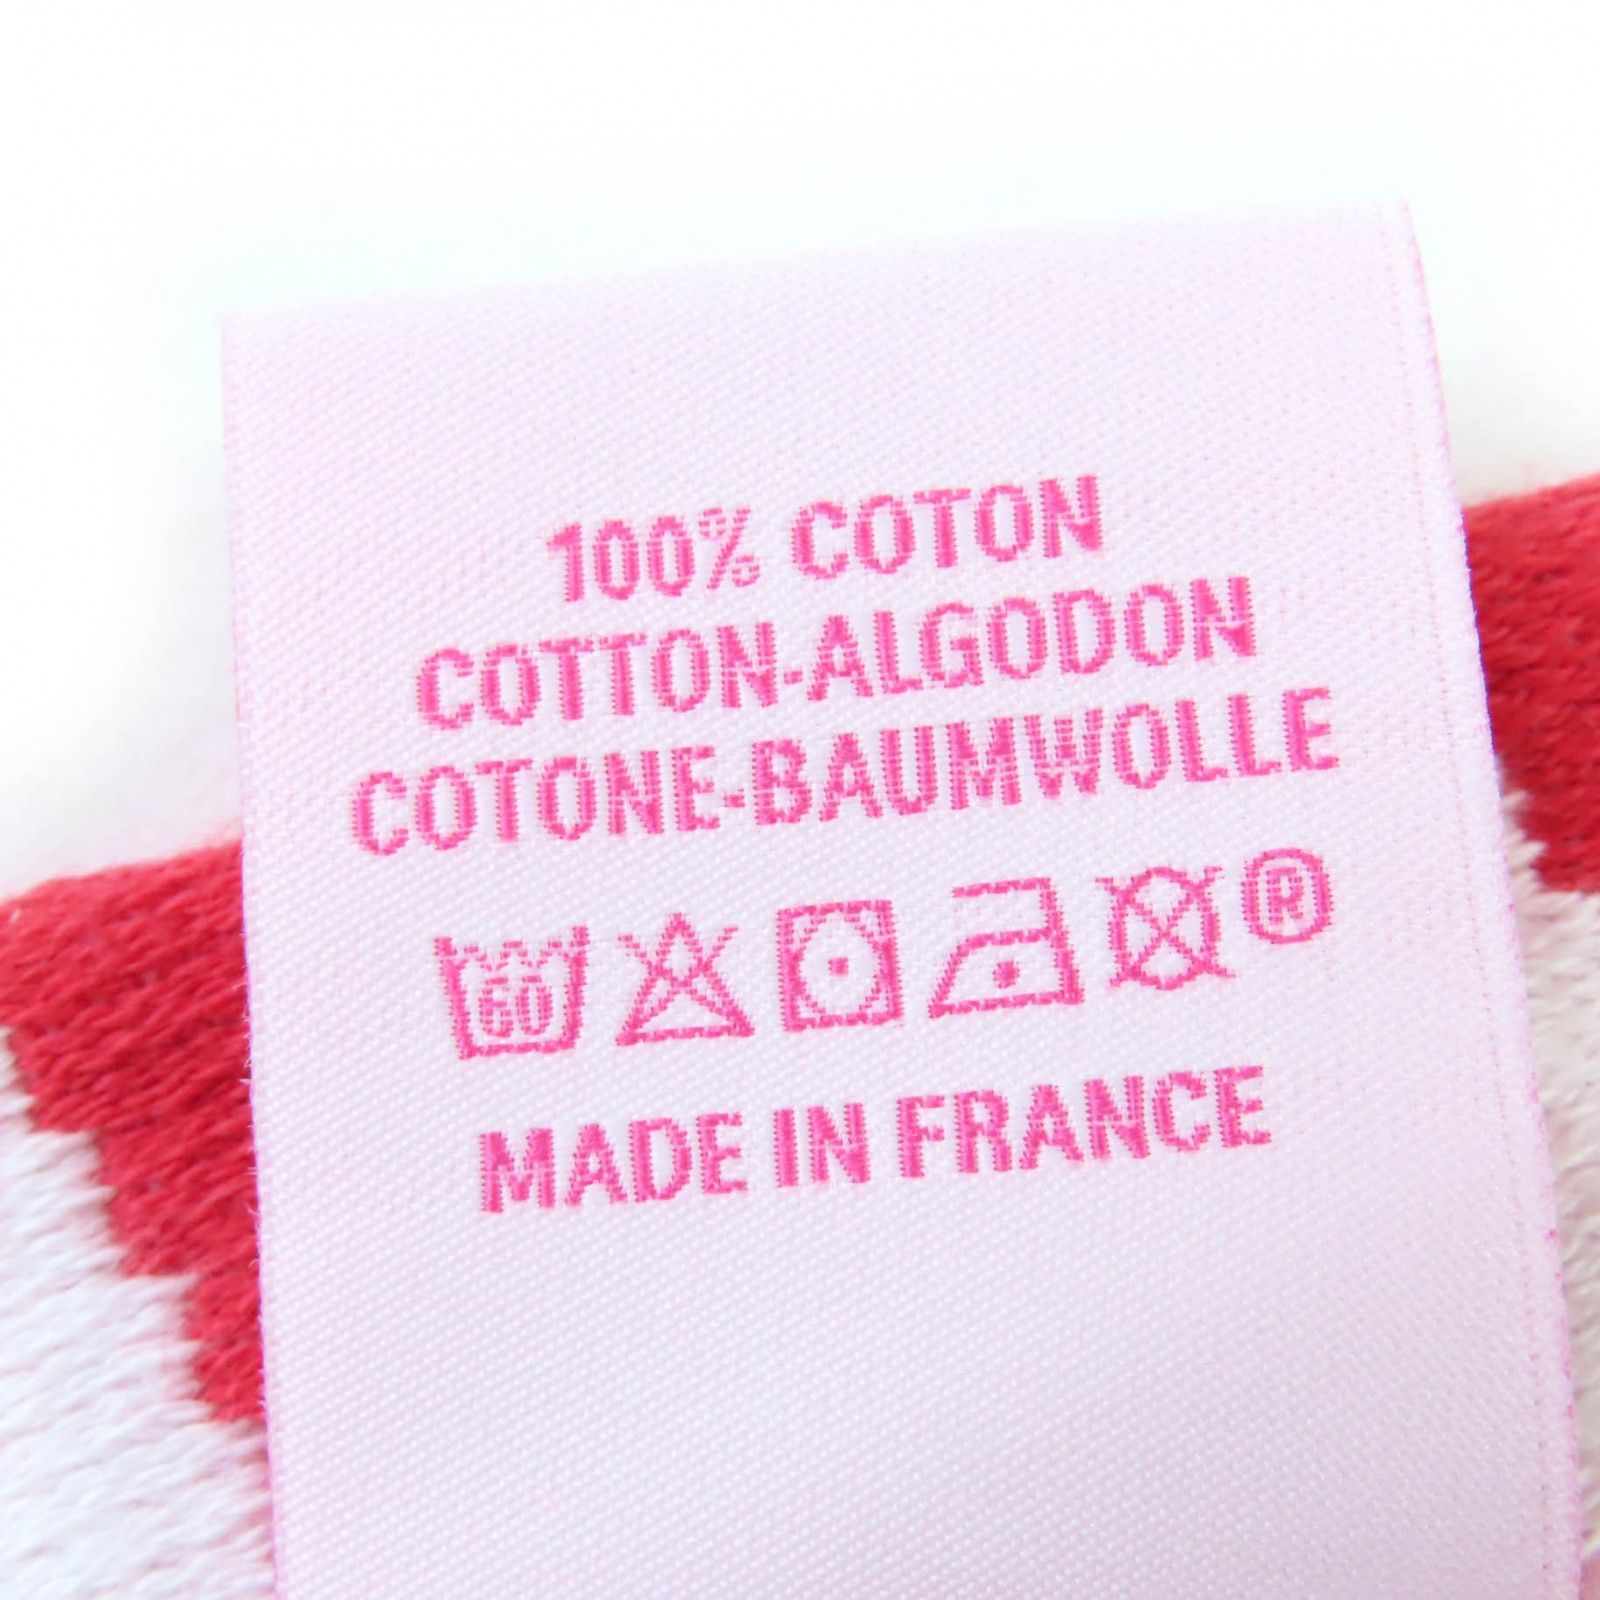 100% COTON
COTTON-ALGODON
COTONE-BAUMWOLLE
60 ®
MADE IN FRANCE